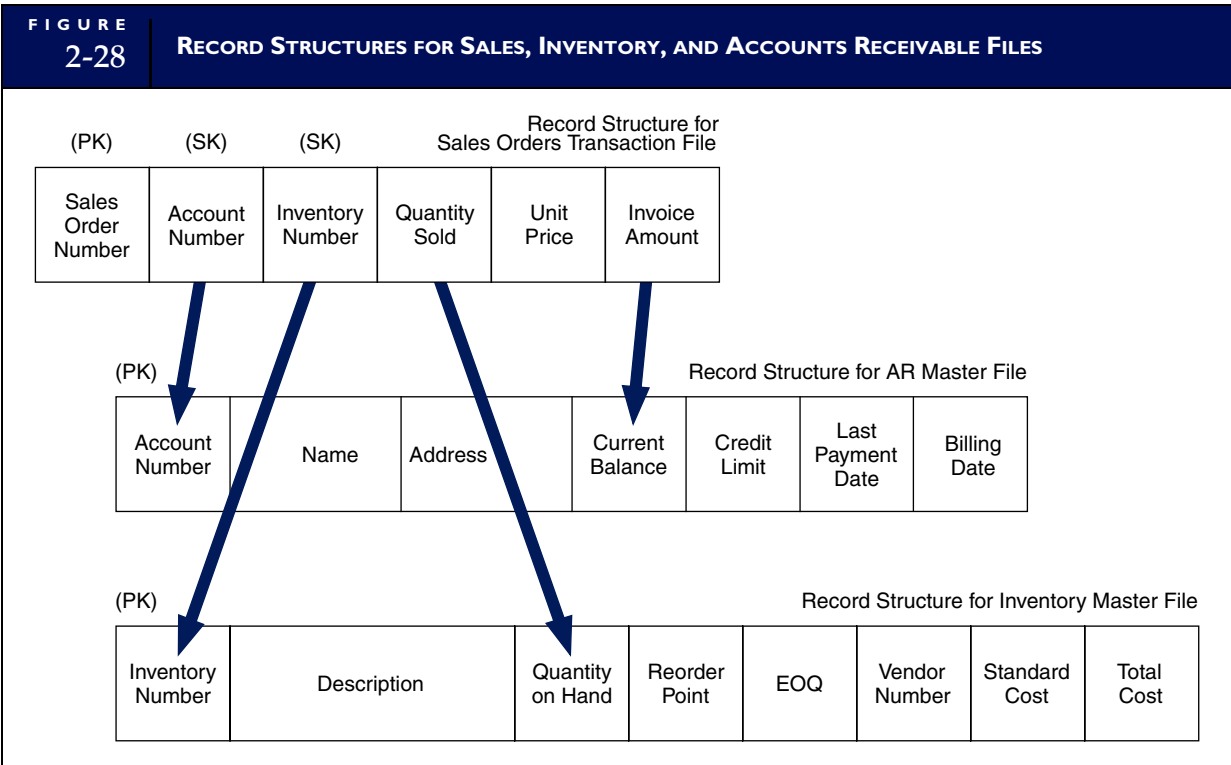 FIGURE
2-28
RECORD STRUCTURES FOR SALES, INVENTORY, AND ACCOUNTS RECEIVABLE FILES
(PK) (SK) (SK)
Record Structure for
Sales Orders Transaction File
Sales
Order
Number
Account
Number
Inventory
Number
Quantity
Sold
Unit
Price
Invoice
Amount
(PK)
Record Structure for AR Master File
Account
Number
Name
Address
Current
Balance
Credit
Limit
Last
Payment
Date
Billing
Date
(PK)
Record Structure for Inventory Master File
Inventory
Number
Description
Quantity
on Hand
Reorder
Point
EOQ
Vendor
Number
Standard
Cost
Total
Cost